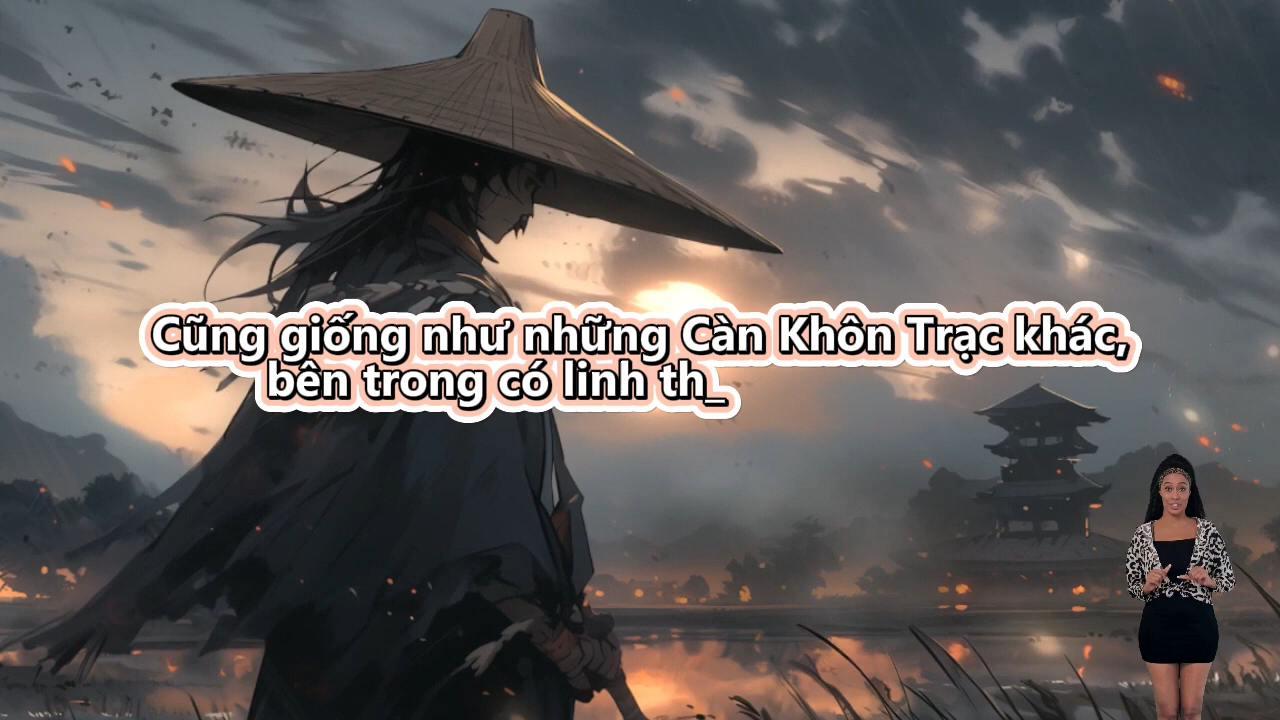 Cũng giống như những Càn Khôn Trạc khác,
bên trong có linh th_